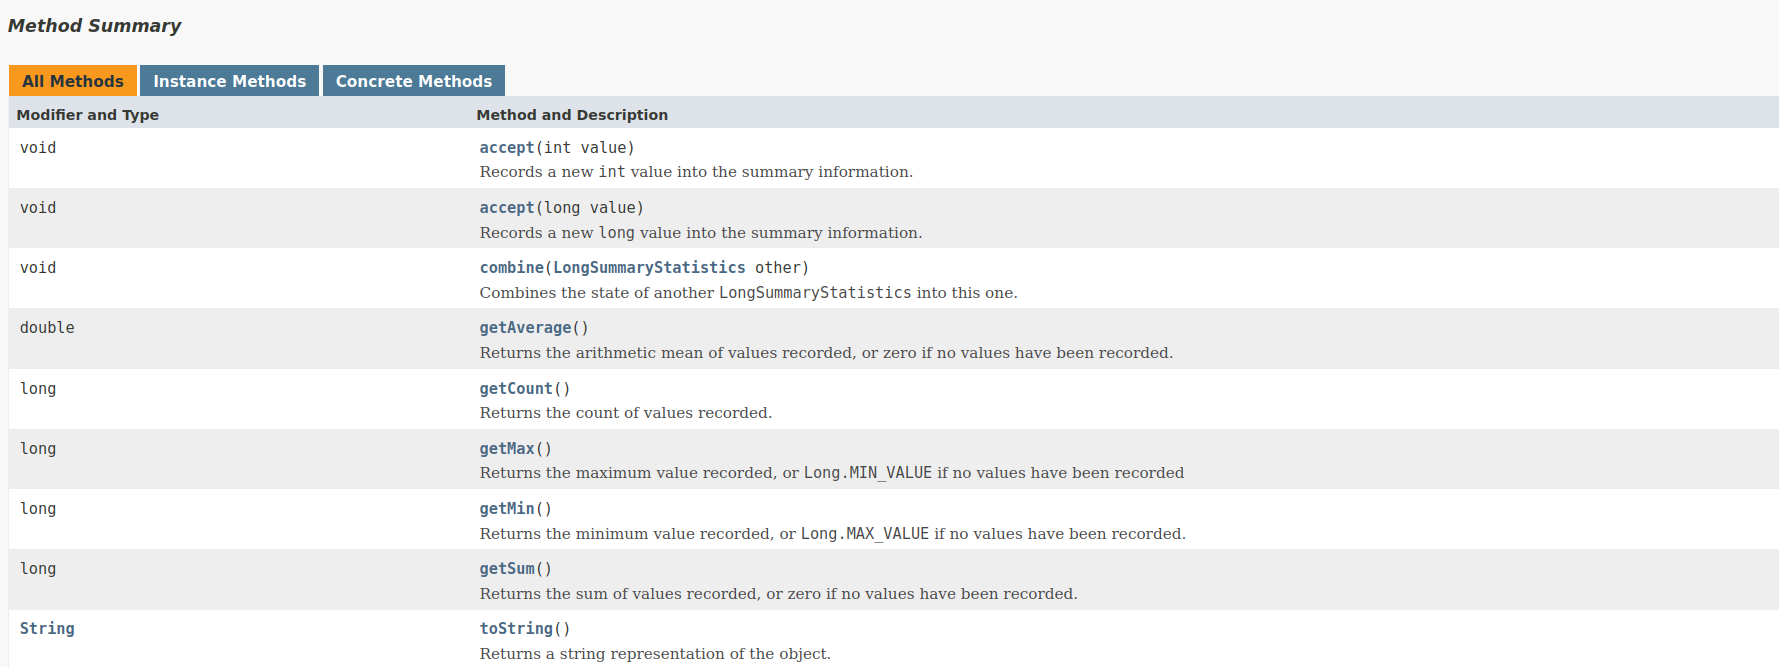 Method Summary
All Methods Instance Methods Concrete Methods
Modifier and Type Method and Description
void accept(int value)
Records a new int value into the summary information.
void accept(long value)
Records a new long value into the summary information.
void combine(LongSummaryStatistics other)
Combines the state of another LongSummaryStatistics into this one.
double getAverage()
Returns the arithmetic mean of values recorded, or zero if no values have been recorded.
long getCount()
Returns the count of values recorded.
long getMax()
Returns the maximum value recorded, or Long.MIN_VALUE if no values have been recorded
long getMin()
Returns the minimum value recorded, or Long.MAX_VALUE if no values have been recorded.
long getSum()
Returns the sum of values recorded, or zero if no values have been recorded.
String toString()
Returns a string representation of the object.